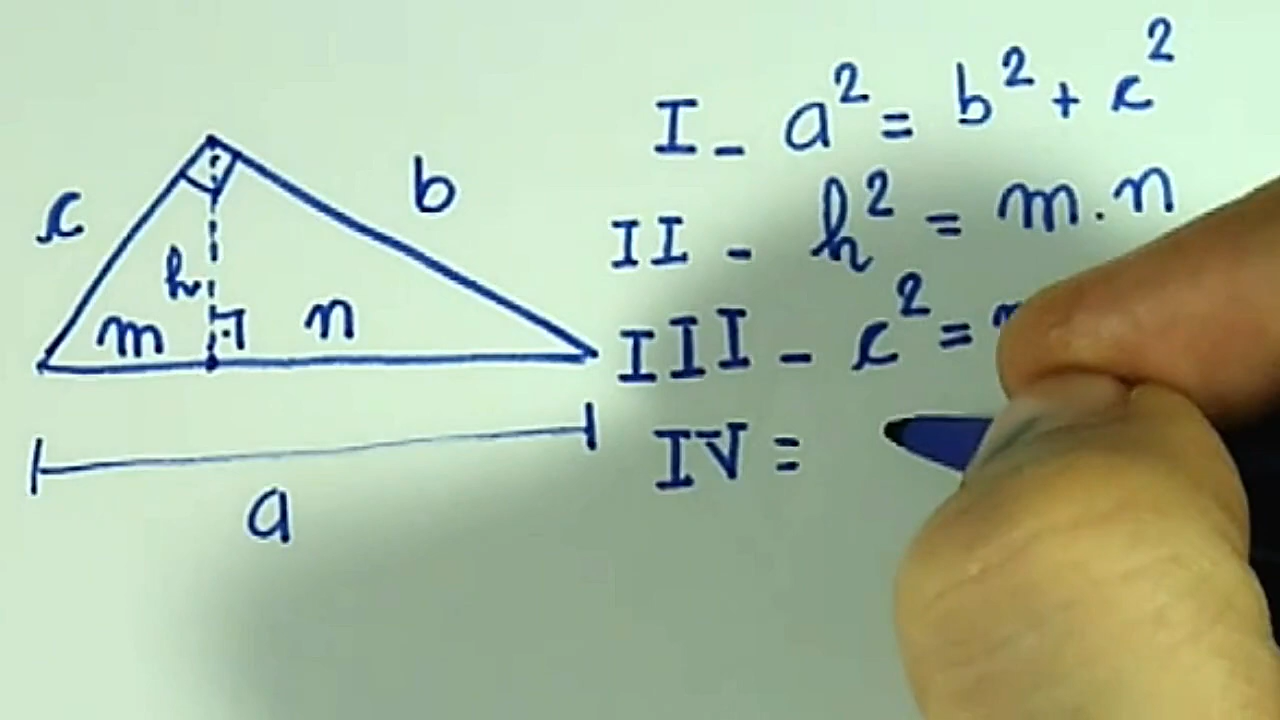 c
b
h
m
n
a
I - a² = b² + c²
II - h² = m.n
III - c² =
IV =